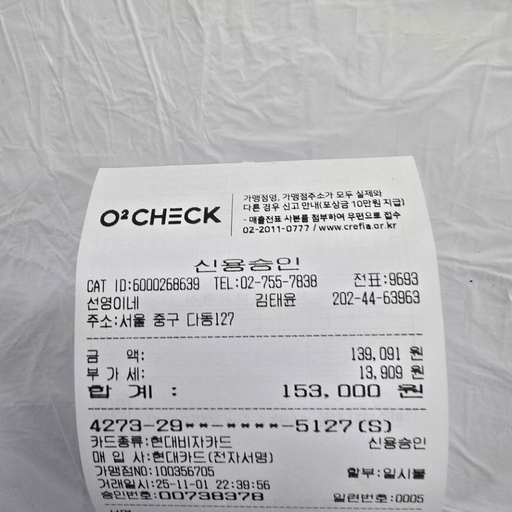 O²CHECK
가맹점명, 가맹점주소가 모두 실제와
다른 경우 신고 안내(포상금 10만원 지급)
- 매출전표 사본을 첨부하여 우편으로 접수
02-2011-0777 / www.crefia.or.kr
신용승인
CAT ID:6000268639 TEL:02-755-7838 전표:9693
선영이네 김태윤 202-44-63963
주소:서울 중구 다동127
금 액: 139,091 원
부 가 세: 13,909 원
합 계 : 153,000 원
4273-29**-****-5127(S)
카드종류:현대비자카드 신용승인
매 입 사:현대카드(전자서명)
가맹점NO:100356705 할부:일시불
거래일시:25-11-01 22:39:56
승인번호:00738378 일련번호:0005